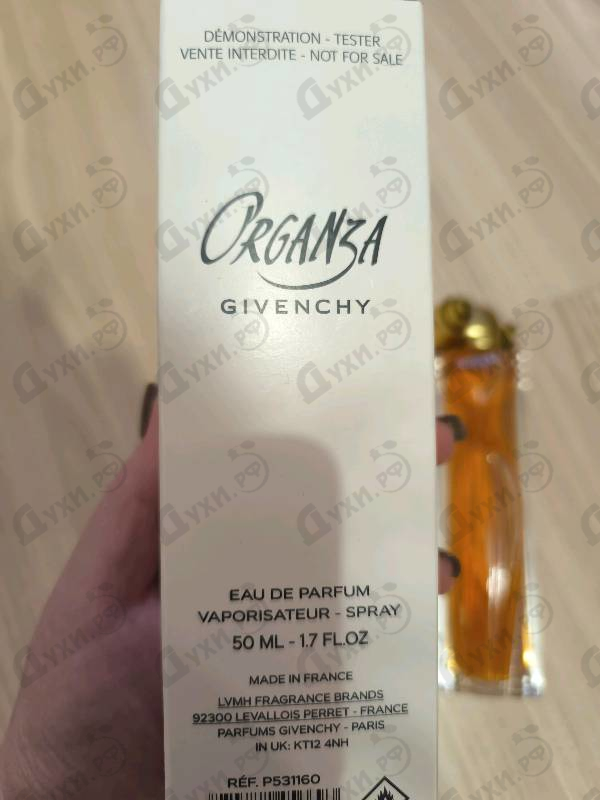 DÉMONSTRATION - TESTER
VENTE INTERDITE - NOT FOR SALE
ORGANZA
GIVENCHY
EAU DE PARFUM
VAPORISATEUR - SPRAY
50 ML - 1.7 FL.OZ
MADE IN FRANCE
LVMH FRAGRANCE BRANDS
92300 LEVALLOIS PERRET - FRANCE
PARFUMS GIVENCHY - PARIS
IN UK: KT12 4NH
RÉF. P531160
Духи.рф